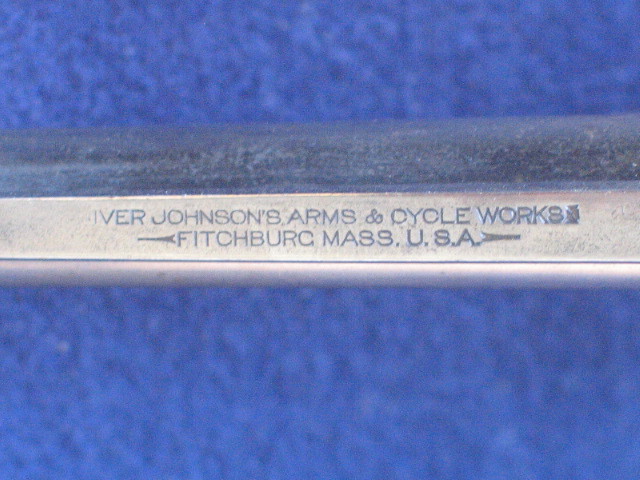 IVER JOHNSON'S ARMS & CYCLE WORKS
FITCHBURG MASS. U.S.A.